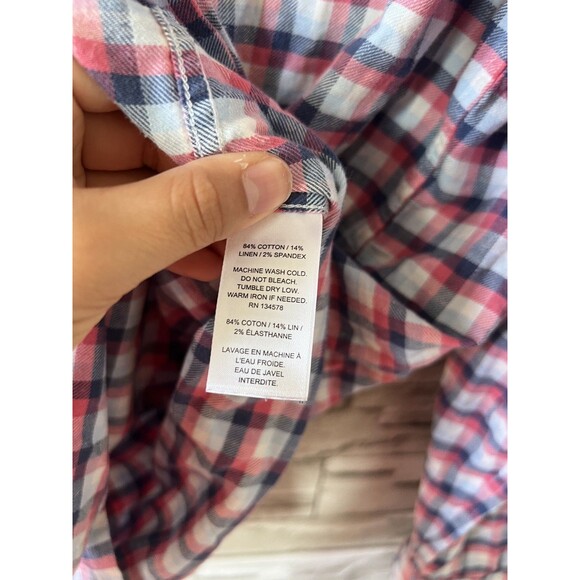 84% COTTON / 14%
LINEN / 2% SPANDEX
MACHINE WASH COLD.
DO NOT BLEACH.
TUMBLE DRY LOW.
WARM IRON IF NEEDED.
RN 134578
84% COTON / 14% LIN /
2% ÉLASTHANNE
LAVAGE EN MACHINE À
L'EAU FROIDE.
EAU DE JAVEL
INTERDITE.